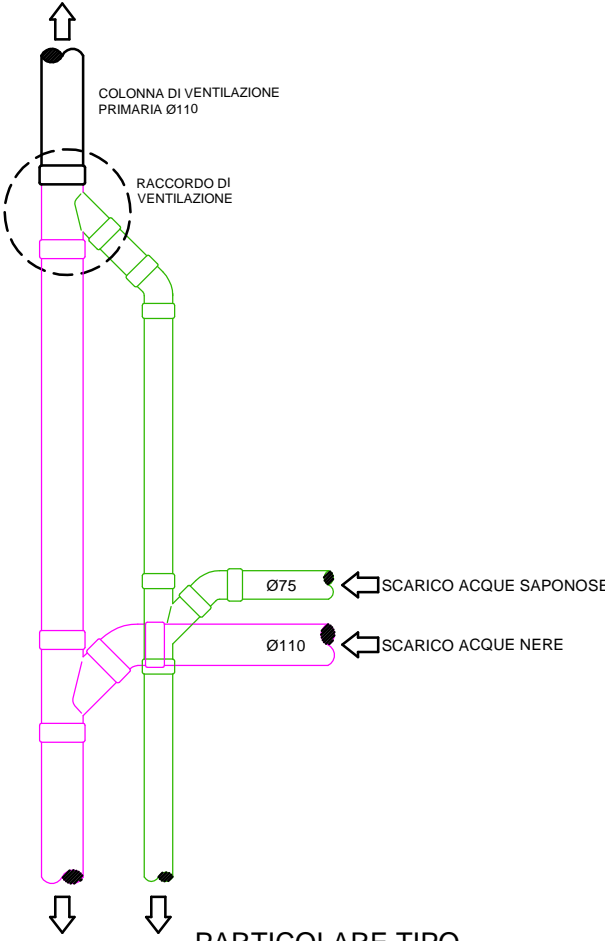 COLONNA DI VENTILAZIONE
PRIMARIA Ø110
RACCORDO DI
VENTILAZIONE
Ø75
SCARICO ACQUE SAPONOSE
Ø110
SCARICO ACQUE NERE
PARTICOLARE TIPO